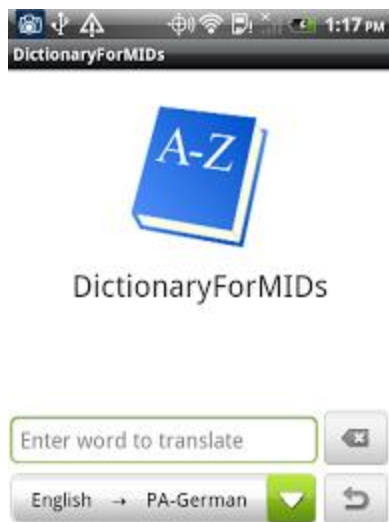 1:17 PM
DictionaryForMIDs
A-Z
DictionaryForMIDs
Enter word to translate
English → PA-German